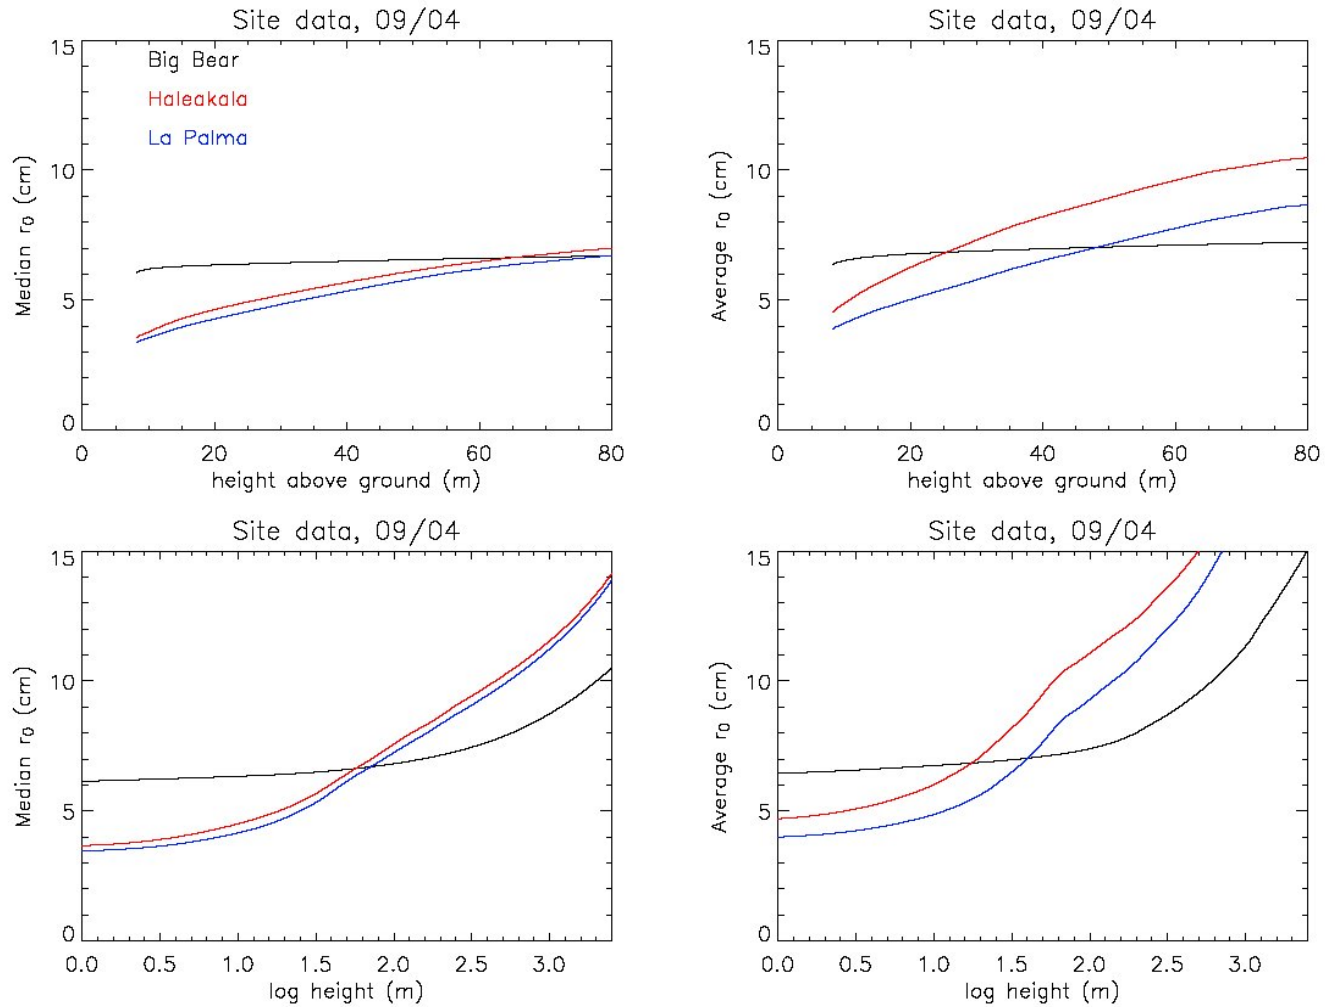 Site data, 09/04
15
10
5
0
Median r0 (cm)
Big Bear
Haleakala
La Palma
0 20 40 60 80
height above ground (m)
Site data, 09/04
15
10
5
0
Average r0 (cm)
0 20 40 60 80
height above ground (m)
Site data, 09/04
15
10
5
0
Median r0 (cm)
0.0 0.5 1.0 1.5 2.0 2.5 3.0
log height (m)
Site data, 09/04
15
10
5
0
Average r0 (cm)
0.0 0.5 1.0 1.5 2.0 2.5 3.0
log height (m)